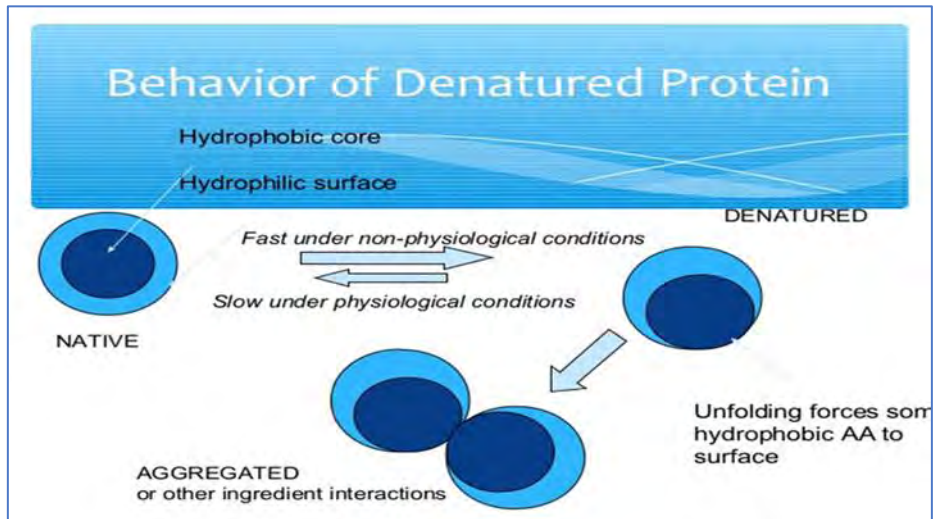 Behavior of Denatured Protein
Hydrophobic core
Hydrophilic surface
DENATURED
Fast under non-physiological conditions
Slow under physiological conditions
NATIVE
Unfolding forces som
hydrophobic AA to
surface
AGGREGATED
or other ingredient interactions